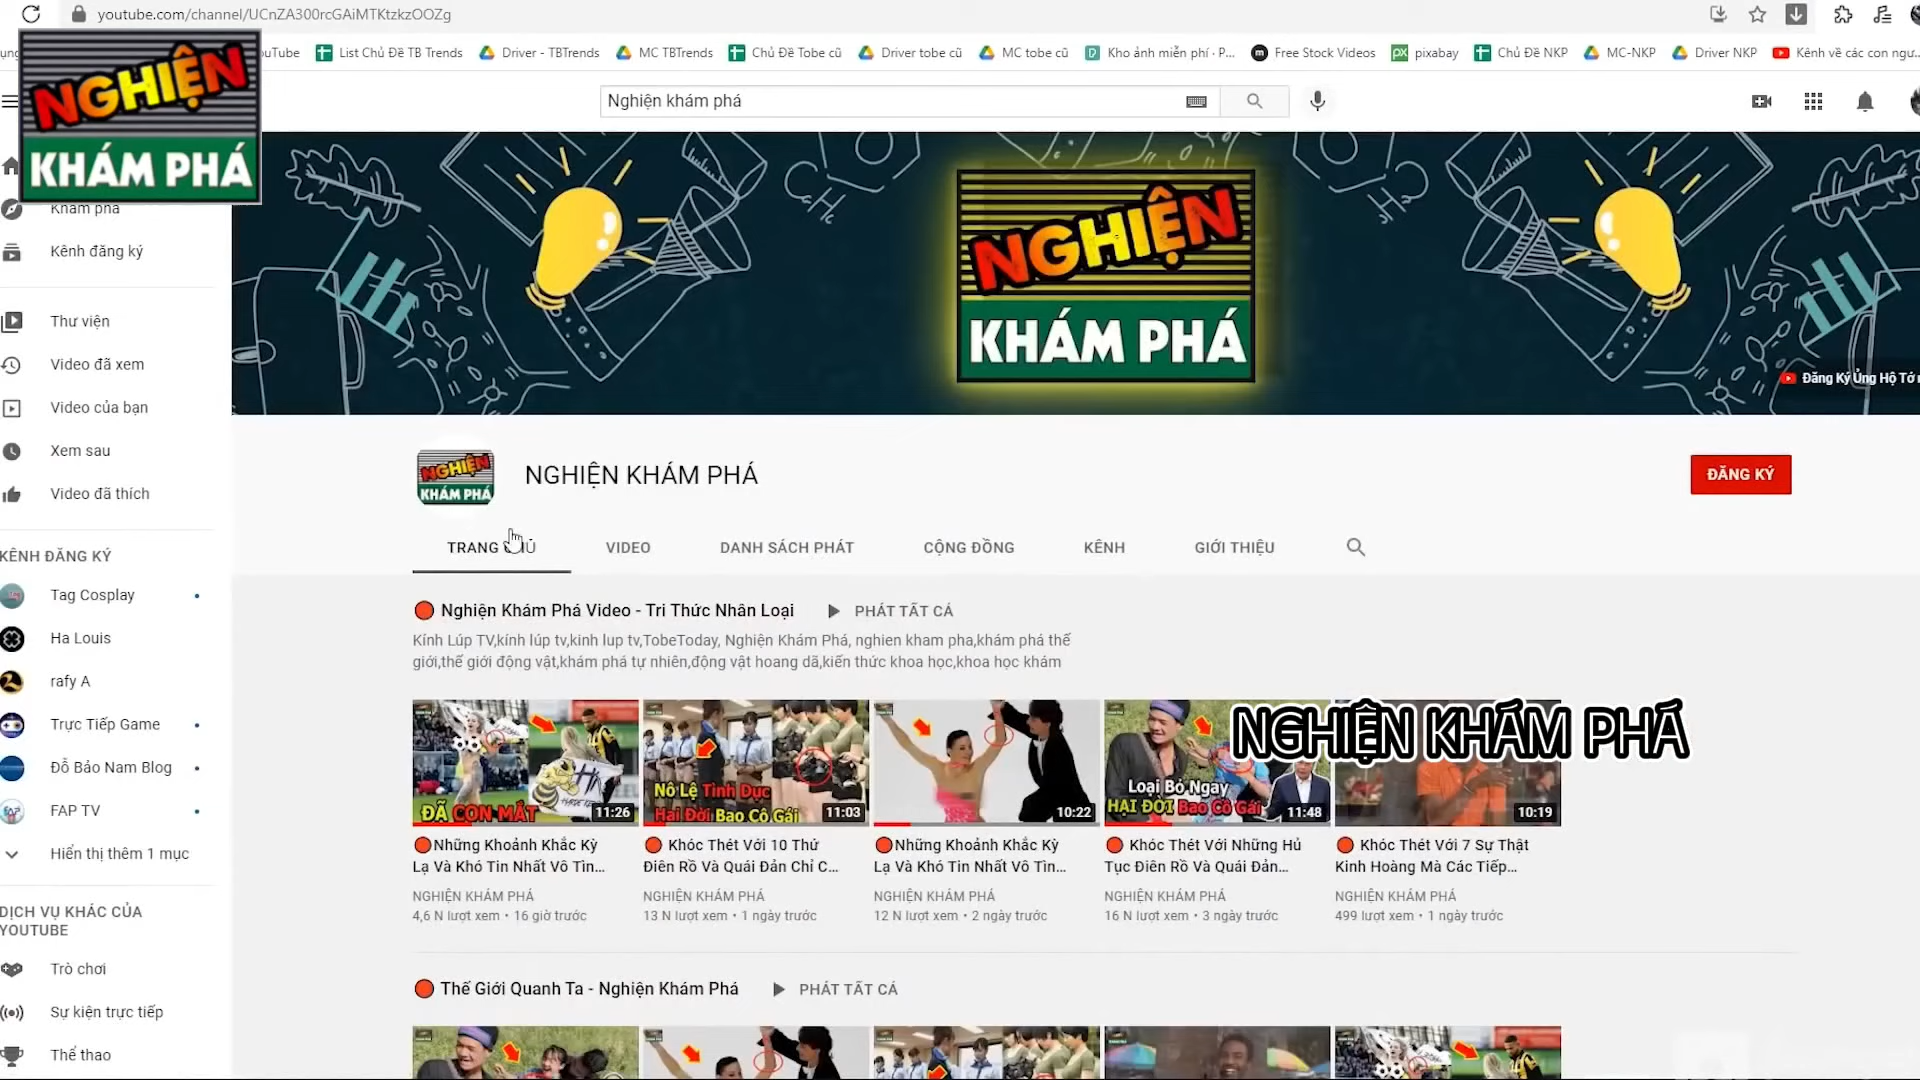 youtube.com/channel/UCnZA300rcGAiMTKtzkzOOZg
List Chủ Đề TB Trends
Driver - TBTrends
MC TBTrends
Chủ Đề Tobe cũ
Driver tobe cũ
MC tobe cũ
Kho ảnh miễn phí · P...
Free Stock Videos
pixabay
Chủ Đề NKP
MC-NKP
Driver NKP
Kênh về các con ngư...
NGHIỆN
KHÁM PHÁ
Nghiện khám phá
NGHIỆN
KHÁM PHÁ
Đăng Ký Ủng Hộ Tớ
Khám phá
Kênh đăng ký
Thư viện
Video đã xem
Video của bạn
Xem sau
Video đã thích
KÊNH ĐĂNG KÝ
Tag Cosplay
Ha Louis
rafy A
Trực Tiếp Game
Đỗ Bảo Nam Blog
FAP TV
Hiển thị thêm 1 mục
DỊCH VỤ KHÁC CỦA
YOUTUBE
Trò chơi
Sự kiện trực tiếp
Thể thao
NGHIỆN
KHÁM PHÁ
NGHIỆN KHÁM PHÁ
ĐĂNG KÝ
TRANG CHỦ
VIDEO
DANH SÁCH PHÁT
CỘNG ĐỒNG
KÊNH
GIỚI THIỆU
Nghiện Khám Phá Video - Tri Thức Nhân Loại
PHÁT TẤT CẢ
Kính Lúp TV,kính lúp tv,kinh lup tv,TobeToday, Nghiện Khám Phá, nghien kham pha,khám phá thế
giới,thế giới động vật,khám phá tự nhiên,động vật hoang dã,kiến thức khoa học,khoa học khám
ĐÃ CON MẮT
11:26
Nô Lệ Tình Dục
Hai Đời Bao Cô Gái
11:03
10:22
Loại Bỏ Ngay
HẠI ĐỜI Bao Cô Gái
11:48
10:19
NGHIỆN KHÁM PHÁ
Những Khoảnh Khắc Kỳ
Lạ Và Khó Tin Nhất Vô Tìn...
NGHIỆN KHÁM PHÁ
4,6 N lượt xem • 16 giờ trước
Khóc Thét Với 10 Thứ
Điên Rồ Và Quái Đản Chỉ C...
NGHIỆN KHÁM PHÁ
13 N lượt xem • 1 ngày trước
Những Khoảnh Khắc Kỳ
Lạ Và Khó Tin Nhất Vô Tìn...
NGHIỆN KHÁM PHÁ
12 N lượt xem • 2 ngày trước
Khóc Thét Với Những Hủ
Tục Điên Rồ Và Quái Đản...
NGHIỆN KHÁM PHÁ
16 N lượt xem • 3 ngày trước
Khóc Thét Với 7 Sự Thật
Kinh Hoàng Mà Các Tiếp...
NGHIỆN KHÁM PHÁ
499 lượt xem • 1 ngày trước
Thế Giới Quanh Ta - Nghiện Khám Phá
PHÁT TẤT CẢ